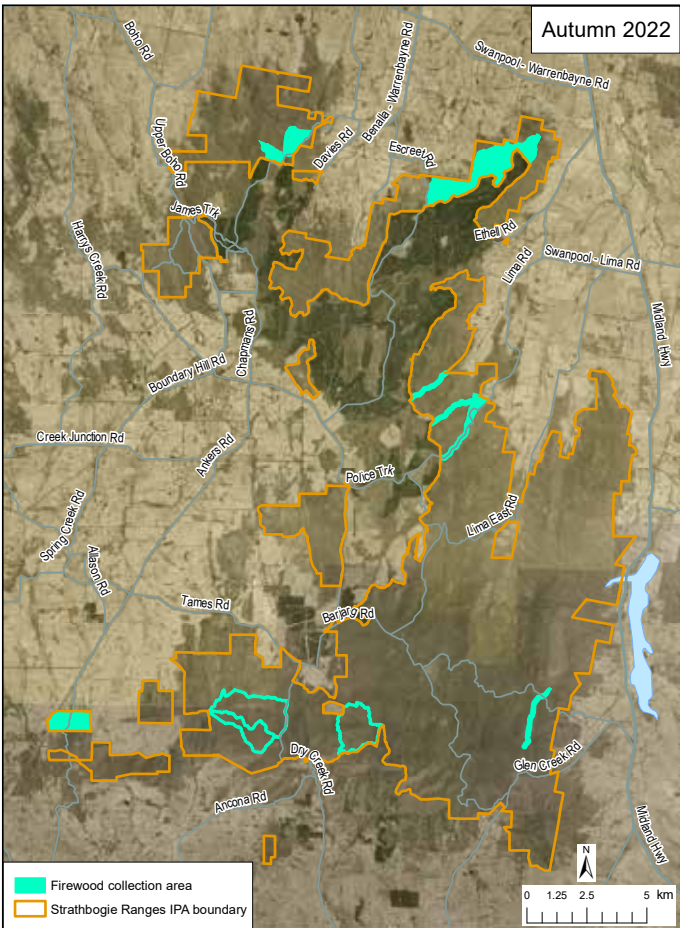 Autumn 2022
Boho Rd
Swanpool - Warrenbayne Rd
Benalla - Warrenbayne Rd
Upper Boho Rd
Davies Rd
Escreet Rd
James Trk
Harrys Creek Rd
Ethell Rd
Lima Rd
Swanpool - Lima Rd
Midland Hwy
Chapmans Rd
Boundary Hill Rd
Creek Junction Rd
Ankers Rd
Police Trk
Lima East Rd
Spring Creek Rd
Allason Rd
Tames Rd
Barjarg Rd
Dry Creek Rd
Glen Creek Rd
Ancona Rd
Midland Hwy
Firewood collection area
Strathbogie Ranges IPA boundary
N
0 1.25 2.5 5 km